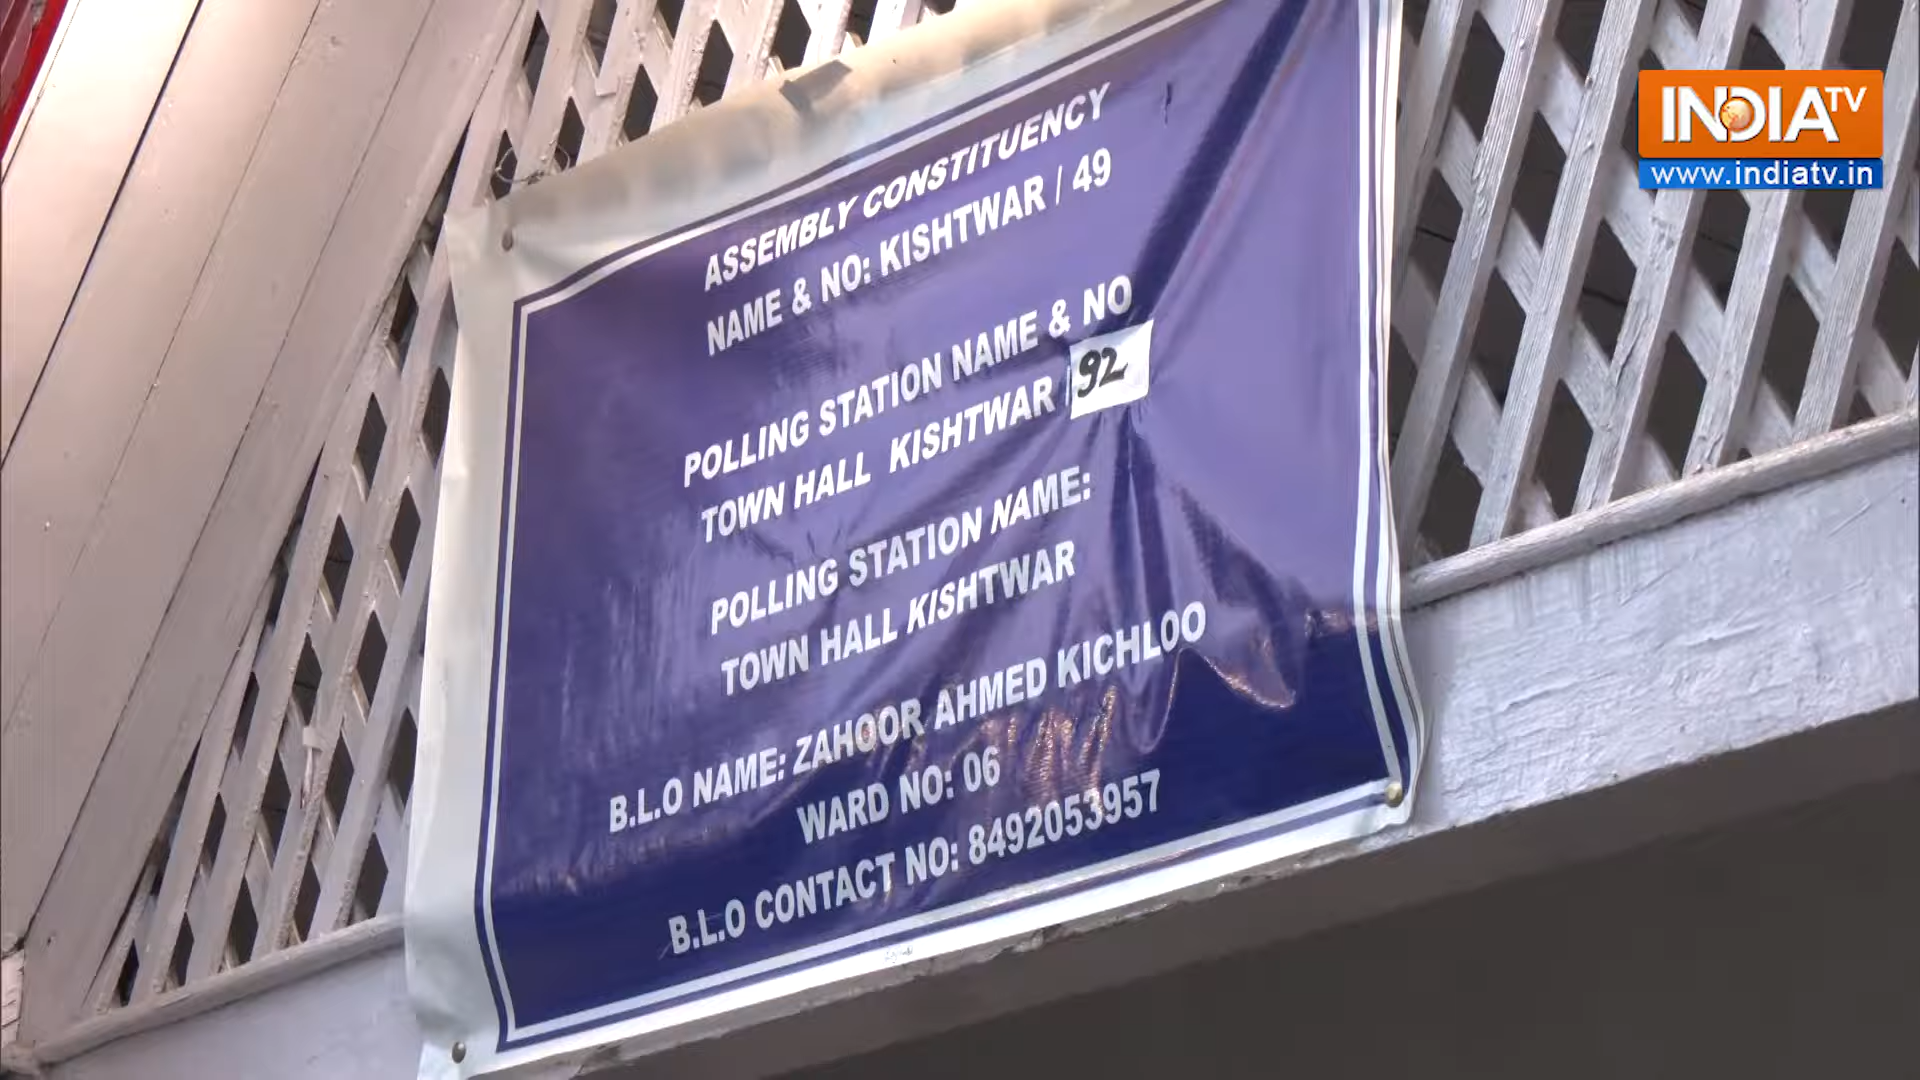 INDIA TV
www.indiatv.in
ASSEMBLY CONSTITUENCY
NAME & NO: KISHTWAR / 49
POLLING STATION NAME & NO
TOWN HALL KISHTWAR / 92
POLLING STATION NAME:
TOWN HALL KISHTWAR
B.L.O NAME: ZAHOOR AHMED KICHLOO
WARD NO: 06
B.L.O CONTACT NO: 8492053957